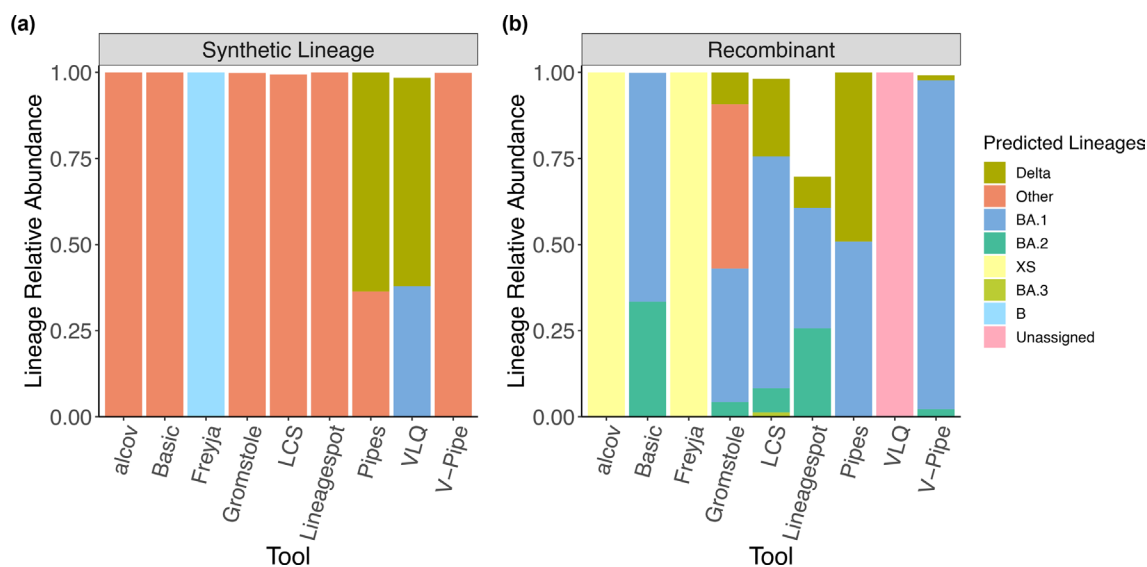 (a)
Synthetic Lineage
Lineage Relative Abundance
1.00
0.75
0.50
0.25
0.00
alcov
Basic
Freyja
Gromstole
LCS
Lineagespot
Pipes
VLQ
V−Pipe
Tool
(b)
Recombinant
Lineage Relative Abundance
1.00
0.75
0.50
0.25
0.00
alcov
Basic
Freyja
Gromstole
LCS
Lineagespot
Pipes
VLQ
V−Pipe
Tool
Predicted Lineages
Delta
Other
BA.1
BA.2
XS
BA.3
B
Unassigned